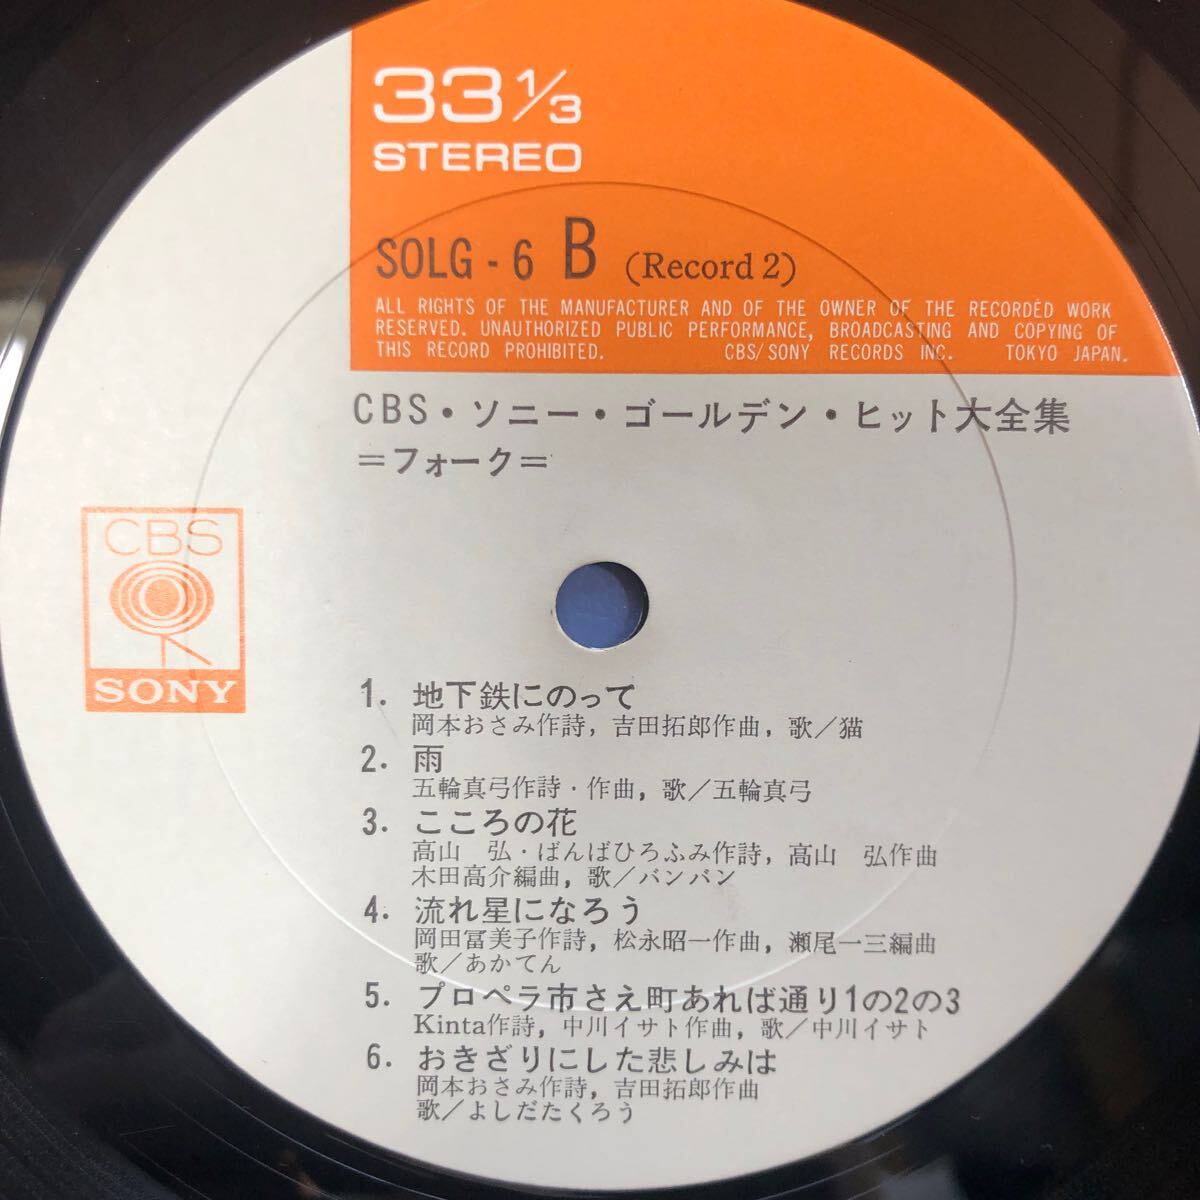 33 1/3
STEREO
SOLG - 6 B (Record 2)
ALL RIGHTS OF THE MANUFACTURER AND OF THE OWNER OF THE RECORDED WORK
RESERVED. UNAUTHORIZED PUBLIC PERFORMANCE, BROADCASTING AND COPYING OF
THIS RECORD PROHIBITED. CBS/SONY RECORDS INC. TOKYO JAPAN.
CBS・ソニー・ゴールデン・ヒット大全集
=フォーク=
CBS
SONY
1. 地下鉄にのって
岡本おさみ作詩, 吉田拓郎作曲, 歌/猫
2. 雨
五輪真弓作詩・作曲, 歌/五輪真弓
3. こころの花
高山 弘・ばんばひろふみ作詩, 高山 弘作曲
木田高介編曲, 歌/バンバン
4. 流れ星になろう
岡田冨美子作詩, 松永昭一作曲, 瀬尾一三編曲
歌/あかてん
5. プロペラ市さえ町あれば通り1の2の3
Kinta作詩, 中川イサト作曲, 歌/中川イサト
6. おきざりにした悲しみは
岡本おさみ作詩, 吉田拓郎作曲
歌/よしだたくろう